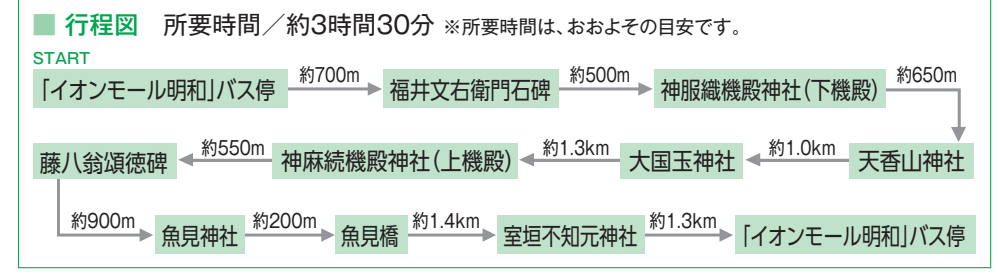 ■ 行程図 所要時間／約3時間30分 ※所要時間は、おおよその目安です。
START
「イオンモール明和」バス停 約700m 福井文右衛門石碑 約500m 神服織機殿神社（下機殿） 約650m
藤八翁頌徳碑 約550m 神麻続機殿神社（上機殿） 約1.3km 大国玉神社 約1.0km 天香山神社
約900m 魚見神社 約200m 魚見橋 約1.4km 室垣不知元神社 約1.3km 「イオンモール明和」バス停